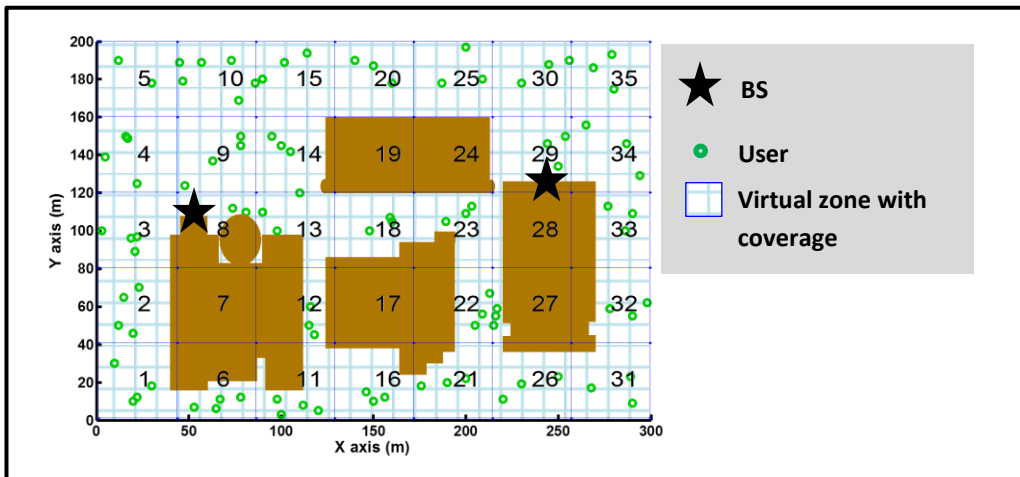 200
180
160
140
120
100
80
60
40
20
0
Y axis (m)
5 10 15 20 25 30 35
4 9 14 19 24 29 34
3 8 13 18 23 28 33
2 7 12 17 22 27 32
1 6 11 16 21 26 31
0 50 100 150 200 250 300
X axis (m)
BS
User
Virtual zone with
coverage